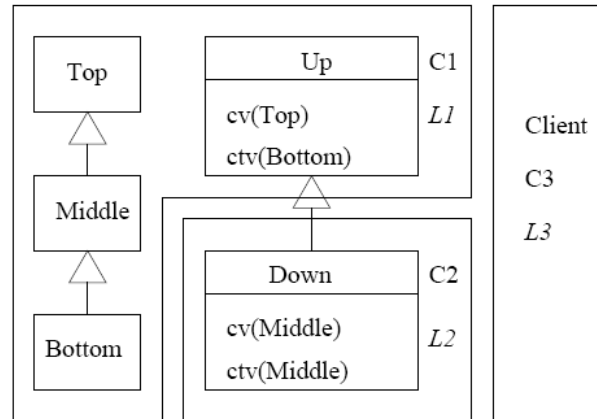 Top
Middle
Bottom
Up
cv(Top)
ctv(Bottom)
C1
L1
Down
cv(Middle)
ctv(Middle)
C2
L2
Client
C3
L3